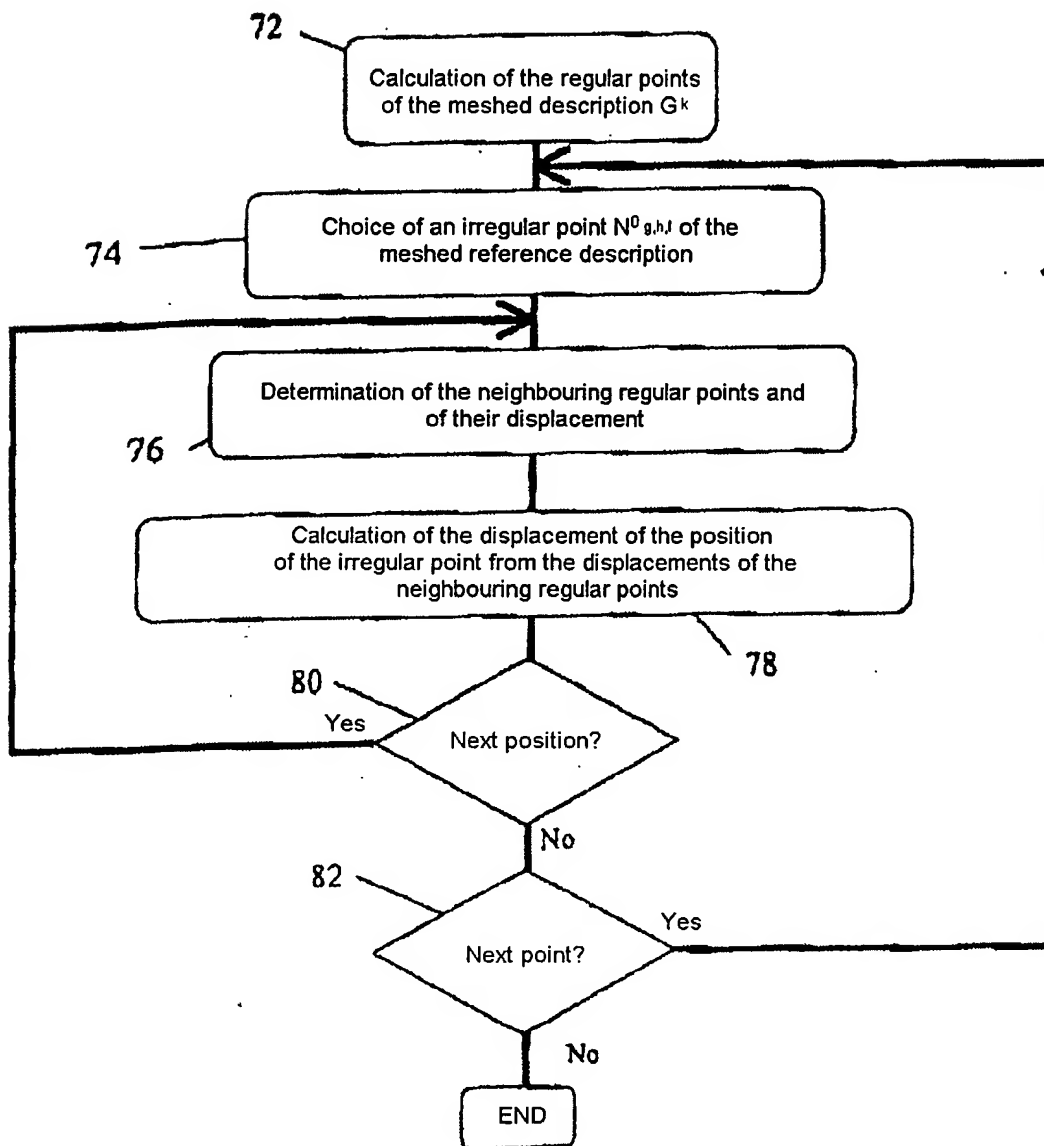 72
Calculation of the regular points
of the meshed description G^k
74
Choice of an irregular point N^0 g,h,i of the
meshed reference description
Determination of the neighbouring regular points and
of their displacement
76
Calculation of the displacement of the position
of the irregular point from the displacements of the
neighbouring regular points
78
80
Yes
Next position?
No
82
Yes
Next point?
No
END